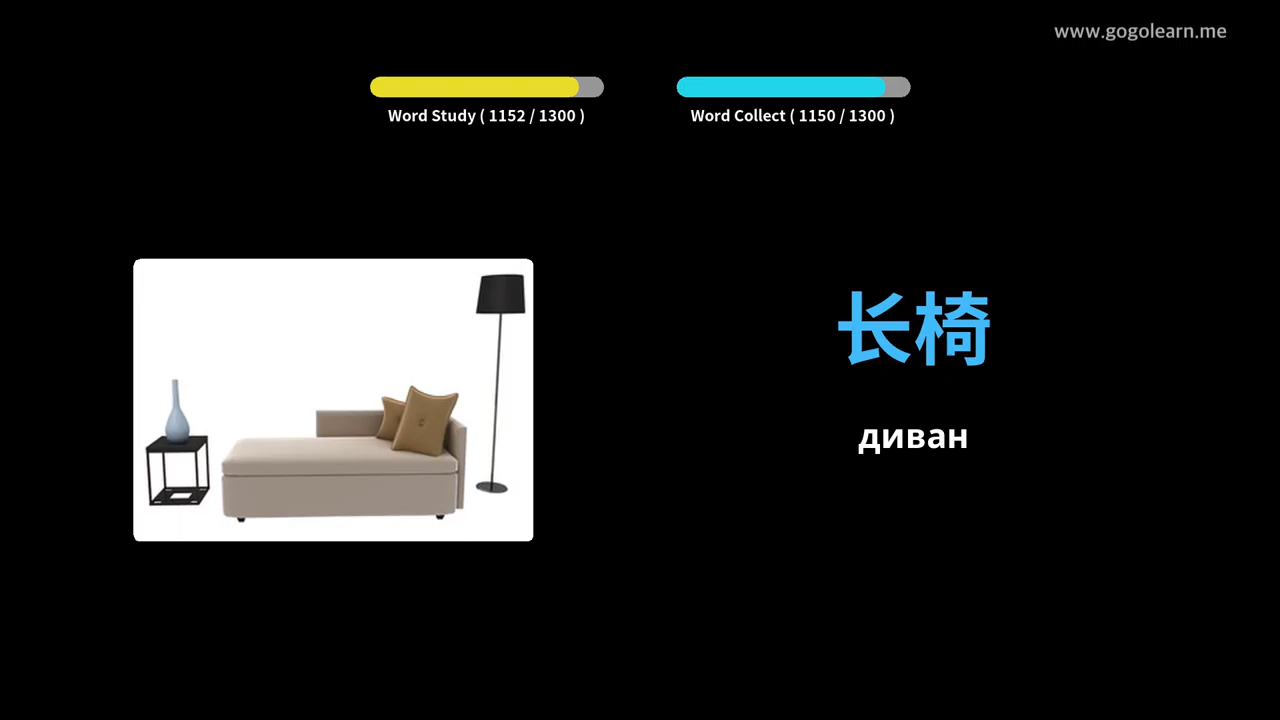 www.gogolearn.me
Word Study ( 1152 / 1300 )
Word Collect ( 1150 / 1300 )
长椅
диван